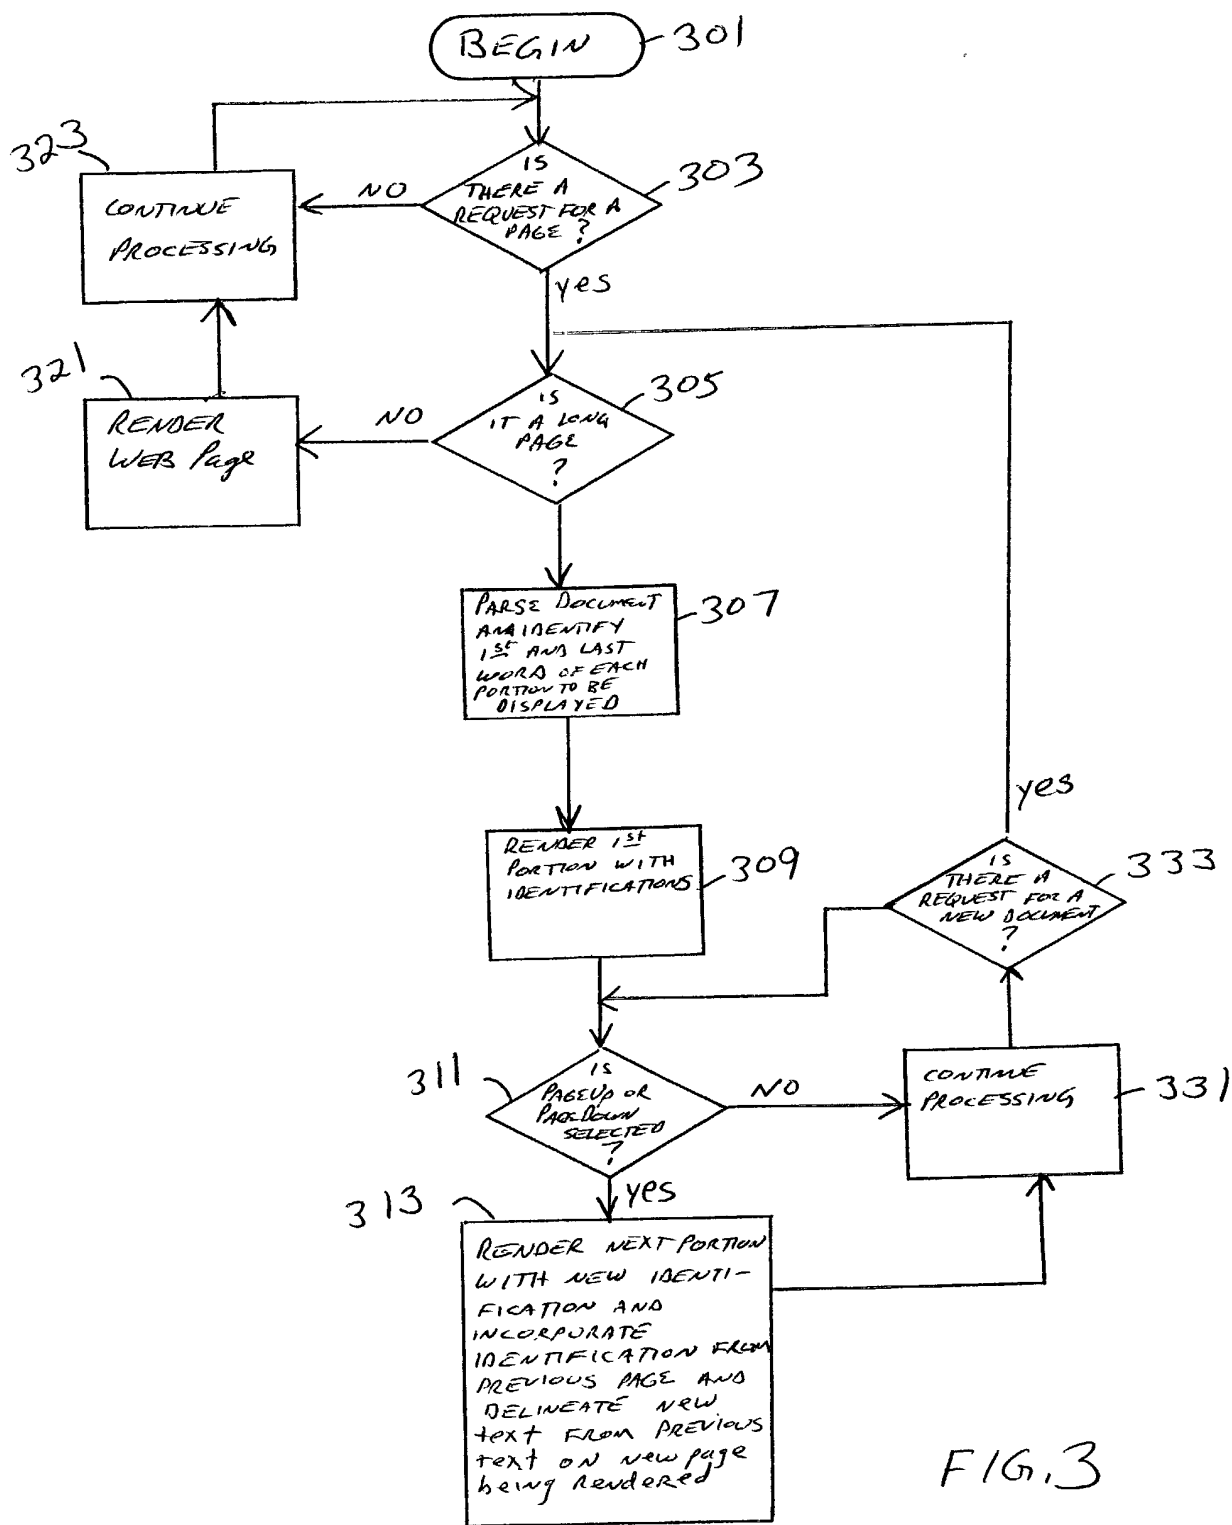 BEGIN
301
323
CONTINUE
PROCESSING
NO
IS
THERE A
REQUEST FOR A
PAGE ?
303
yes
321
RENDER
WEB Page
NO
IS
IT A LONG
PAGE
?
305
PARSE DOCUMENT
AND IDENTIFY
1st AND LAST
WORD OF EACH
PORTION TO BE
DISPLAYED
307
RENDER 1st
PORTION WITH
IDENTIFICATIONS
309
yes
IS
THERE A
REQUEST FOR A
NEW DOCUMENT
?
333
311
IS
PAGEUP OR
PAGEDOWN
SELECTED
?
NO
CONTINUE
PROCESSING
331
yes
313
RENDER NEXT PORTION
WITH NEW IDENTI-
FICATION AND
INCORPORATE
IDENTIFICATION FROM
PREVIOUS PAGE AND
DELINEATE NEW
text FROM PREVIOUS
text ON NEW page
being Rendered
FIG.3